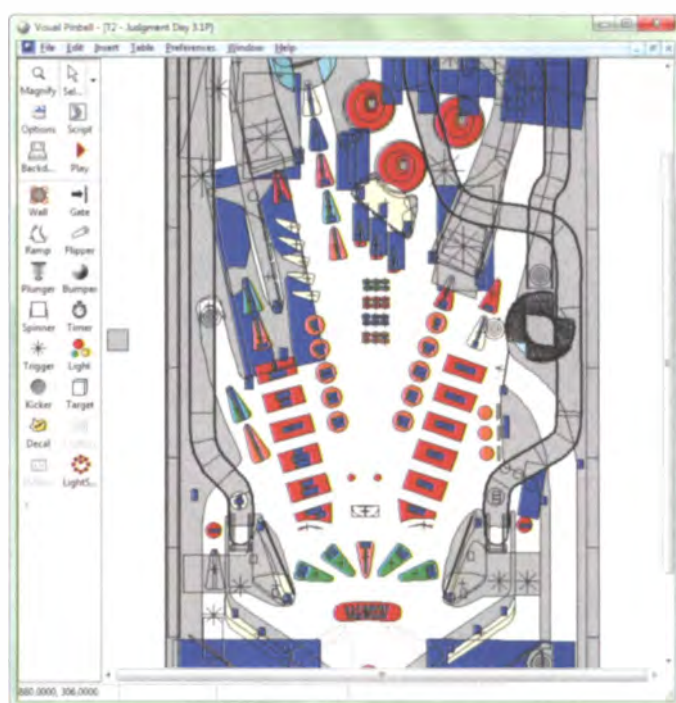 Visual Pinball - [T2 - Judgment Day 3.1P]
File Edit Insert Table Preferences Window Help
Magnify Sel...
Options Script
Backd... Play
Wall Gate
Ramp Flipper
Plunger Bumper
Spinner Timer
Trigger Light
Kicker Target
Decal
LightS...
880.0000, 306.0000